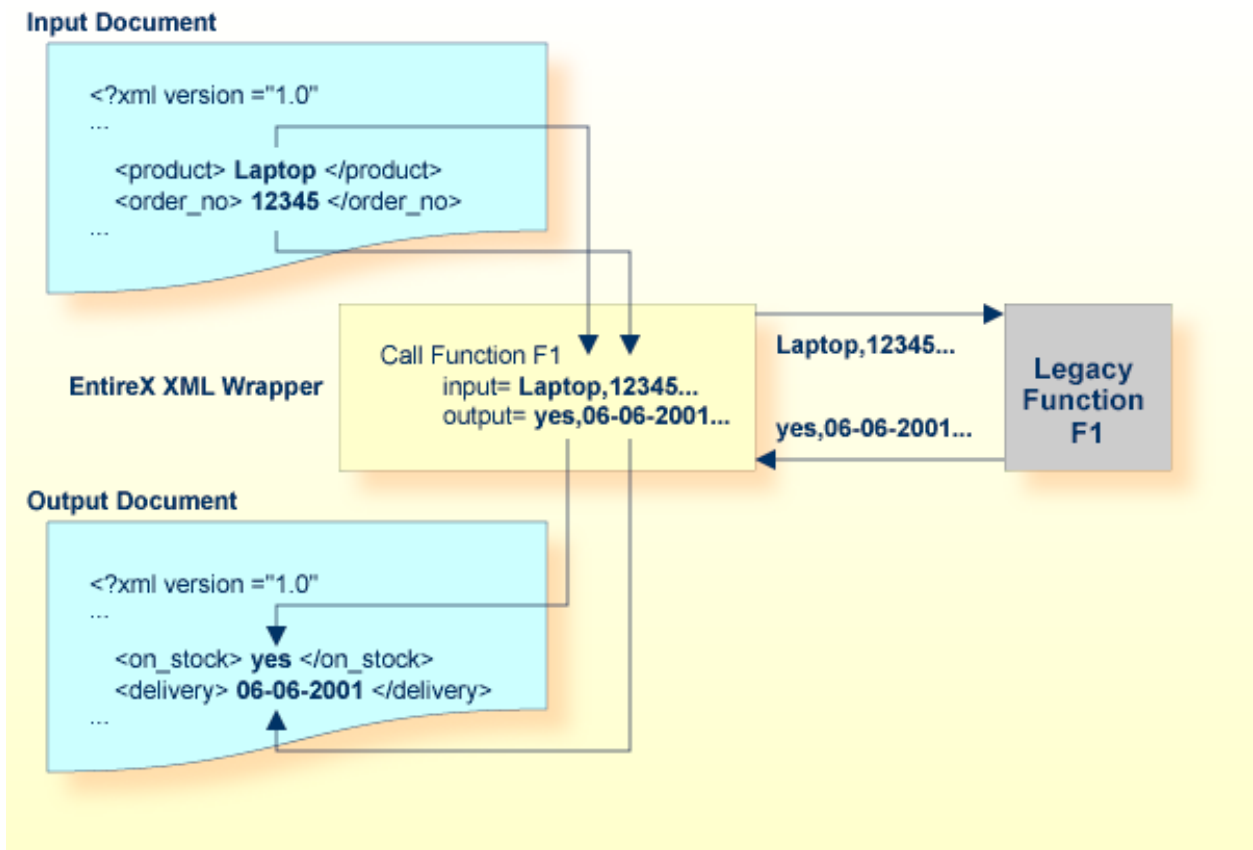 Input Document
<?xml version ="1.0"
...
<product> Laptop </product>
<order_no> 12345 </order_no>
...
EntireX XML Wrapper
Call Function F1
input= Laptop,12345...
output= yes,06-06-2001...
Laptop,12345...
yes,06-06-2001...
Legacy
Function
F1
Output Document
<?xml version ="1.0"
...
<on_stock> yes </on_stock>
<delivery> 06-06-2001 </delivery>
...